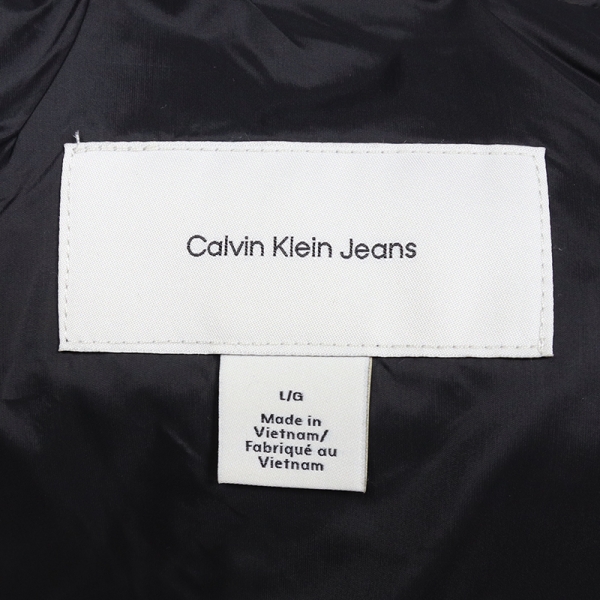 Calvin Klein Jeans
L/G
Made in
Vietnam/
Fabriqué au
Vietnam